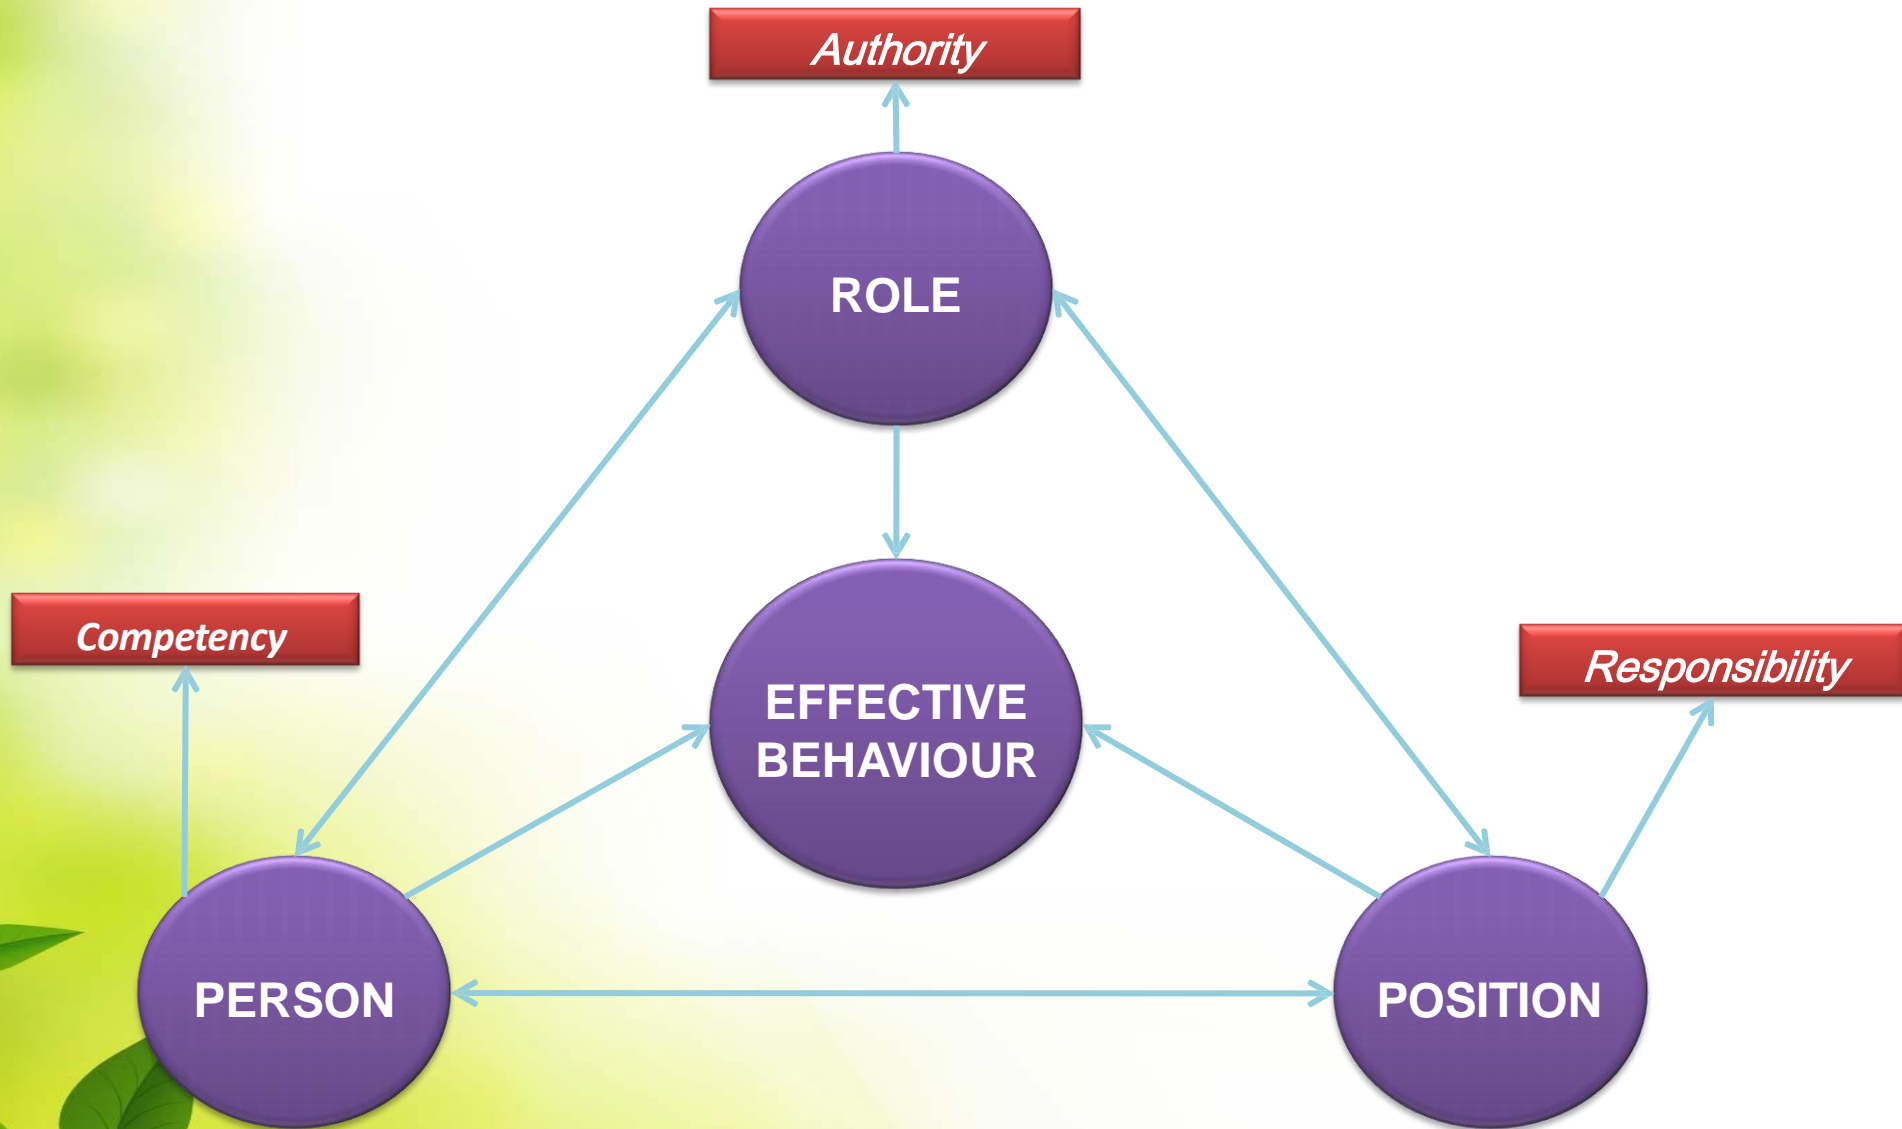 Authority
ROLE
Competency
EFFECTIVE
BEHAVIOUR
Responsibility
PERSON
POSITION